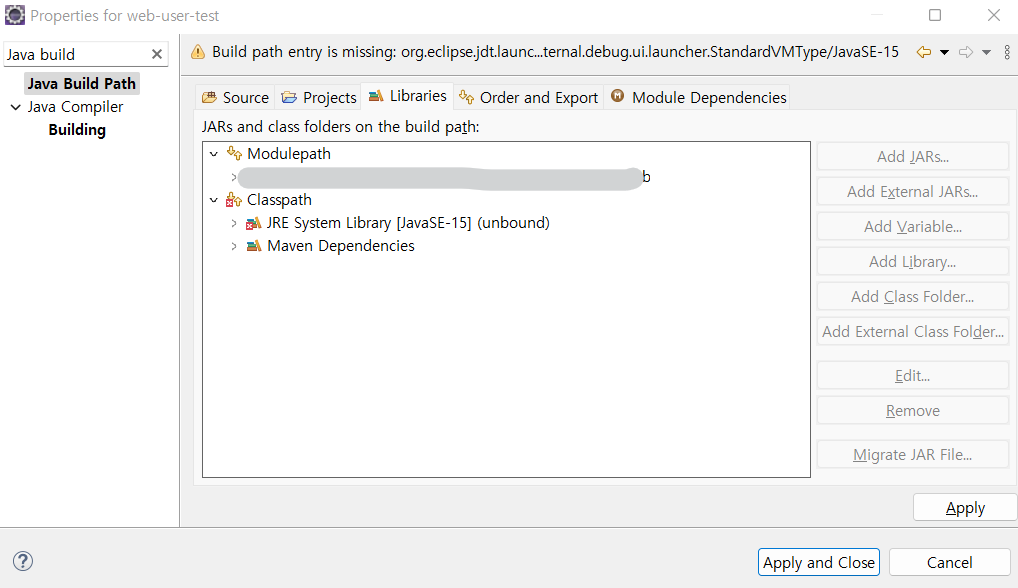 Properties for web-user-test
Java build
Build path entry is missing: org.eclipse.jdt.launc...ternal.debug.ui.launcher.StandardVMType/JavaSE-15
Java Build Path
Java Compiler
Building
Source Projects Libraries Order and Export Module Dependencies
JARs and class folders on the build path:
Modulepath
b
Classpath
JRE System Library [JavaSE-15] (unbound)
Maven Dependencies
Add JARs...
Add External JARs...
Add Variable...
Add Library...
Add Class Folder...
Add External Class Folder...
Edit...
Remove
Migrate JAR File...
Apply
?
Apply and Close
Cancel